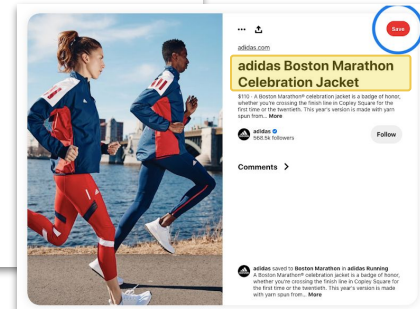 Save
adidas.com
adidas Boston Marathon
Celebration Jacket
$110 · A Boston Marathon® celebration jacket is a badge of honor,
whether you're crossing the finish line in Copley Square for the
first time or the twentieth. This year's version is made with yarn
spun from... More
adidas
568.5k followers
Follow
Comments
adidas saved to Boston Marathon in adidas Running
A Boston Marathon® celebration jacket is a badge of honor,
whether you're crossing the finish line in Copley Square for
the first time or the twentieth. This year's version is made
with yarn spun from... More